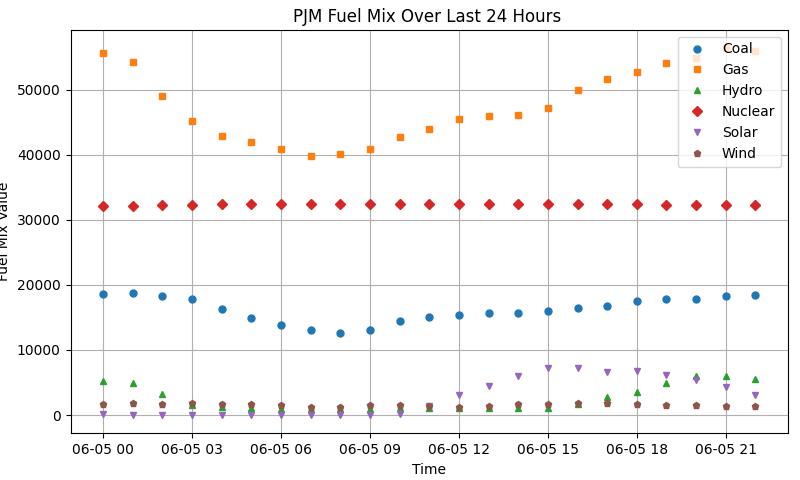 PJM Fuel Mix Over Last 24 Hours
Coal
Gas
Hydro
Nuclear
Solar
Wind
50000
40000
30000
20000
10000
0
Fuel Mix Value
06-05 00 06-05 03 06-05 06 06-05 09 06-05 12 06-05 15 06-05 18 06-05 21
Time